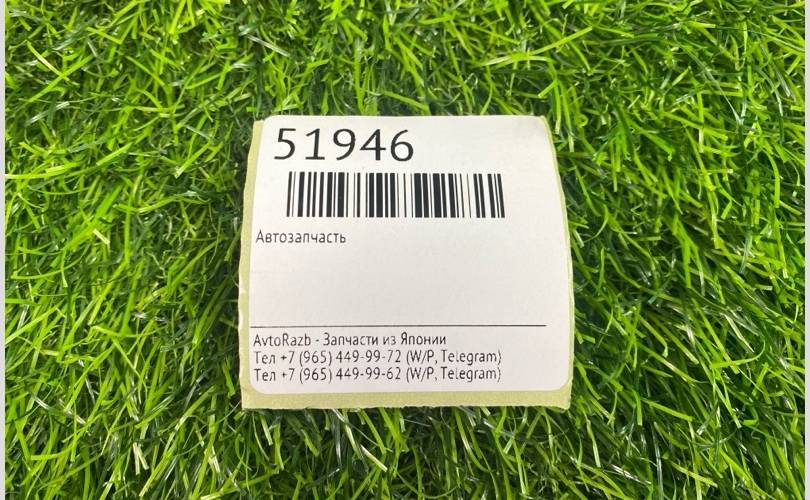 51946
Автозапчасть
AvtoRazb - Запчасти из Японии
Тел +7 (965) 449-99-72 (W/P, Telegram)
Тел +7 (965) 449-99-62 (W/P, Telegram)